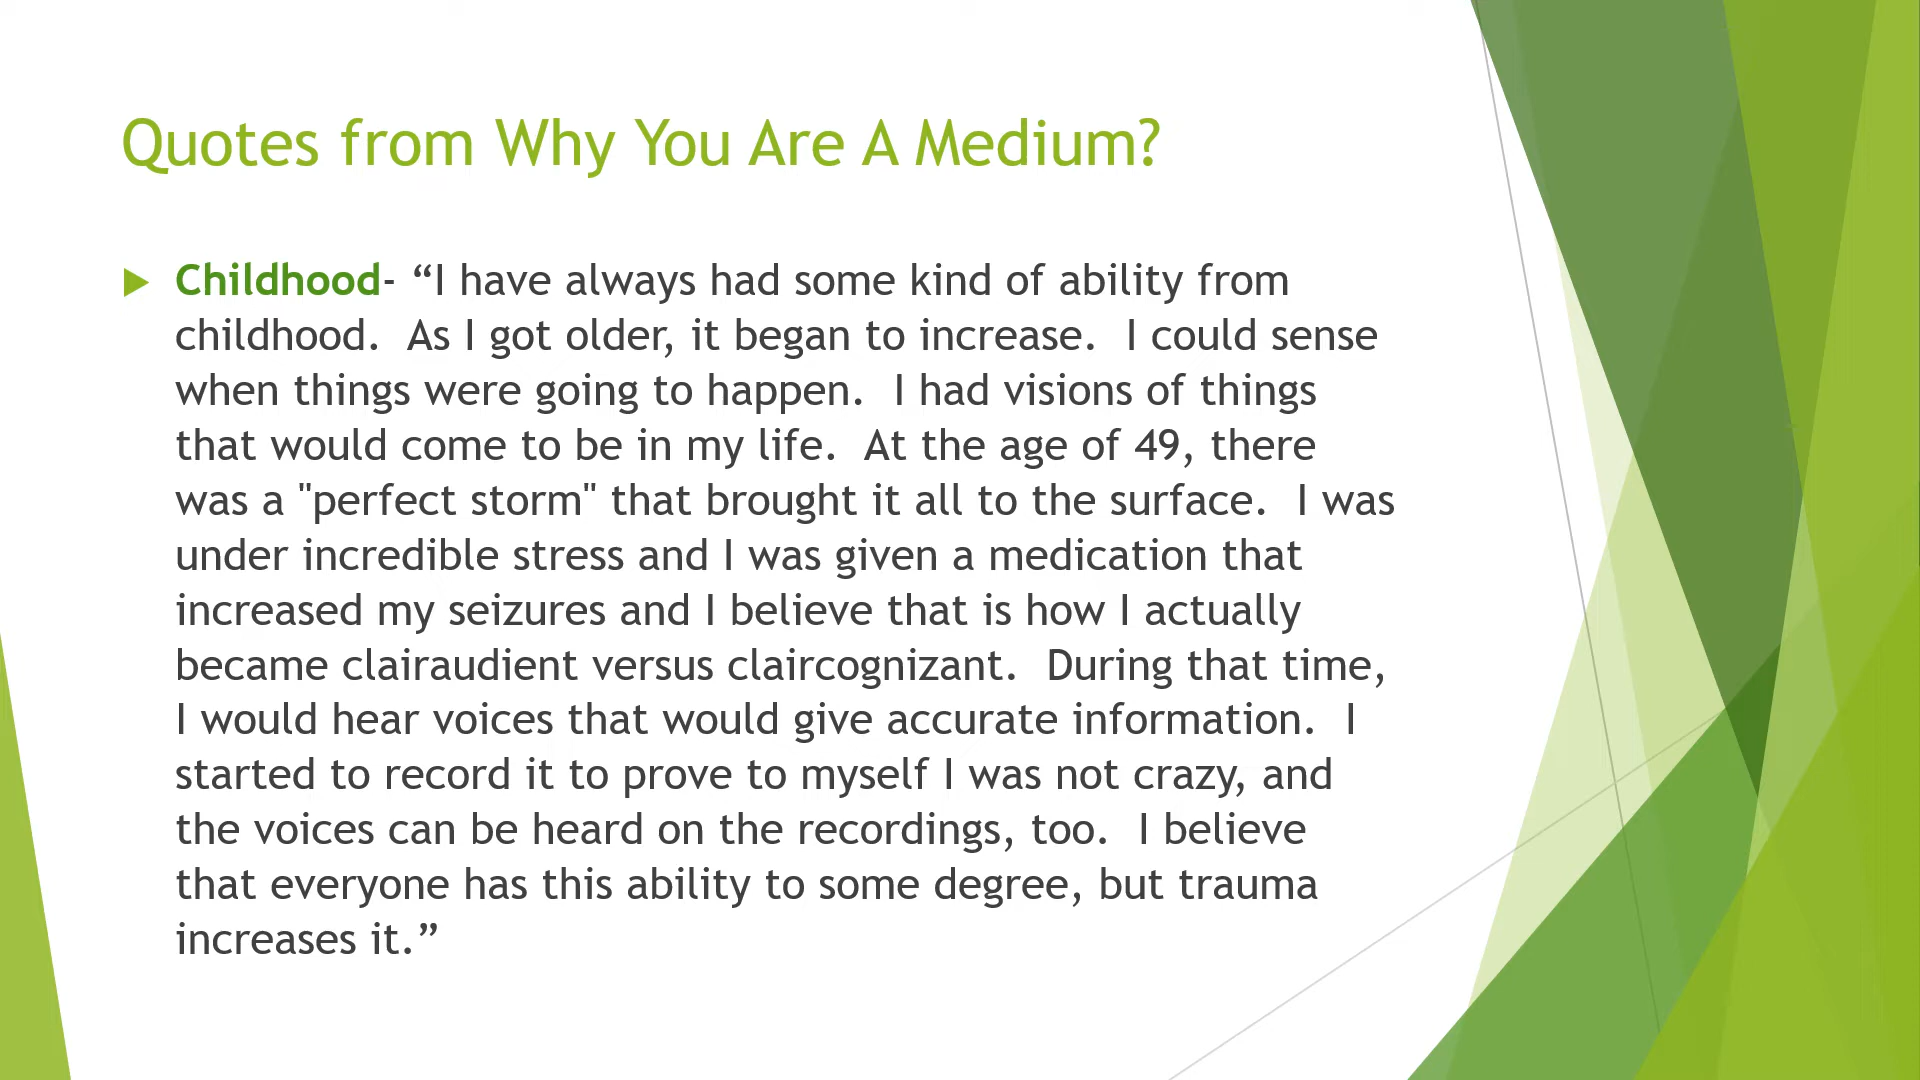 Quotes from Why You Are A Medium?
Childhood- “I have always had some kind of ability from
childhood.  As I got older, it began to increase.  I could sense
when things were going to happen.  I had visions of things
that would come to be in my life.  At the age of 49, there
was a "perfect storm" that brought it all to the surface.  I was
under incredible stress and I was given a medication that
increased my seizures and I believe that is how I actually
became clairaudient versus claircognizant.  During that time,
I would hear voices that would give accurate information.  I
started to record it to prove to myself I was not crazy, and
the voices can be heard on the recordings, too.  I believe
that everyone has this ability to some degree, but trauma
increases it.”